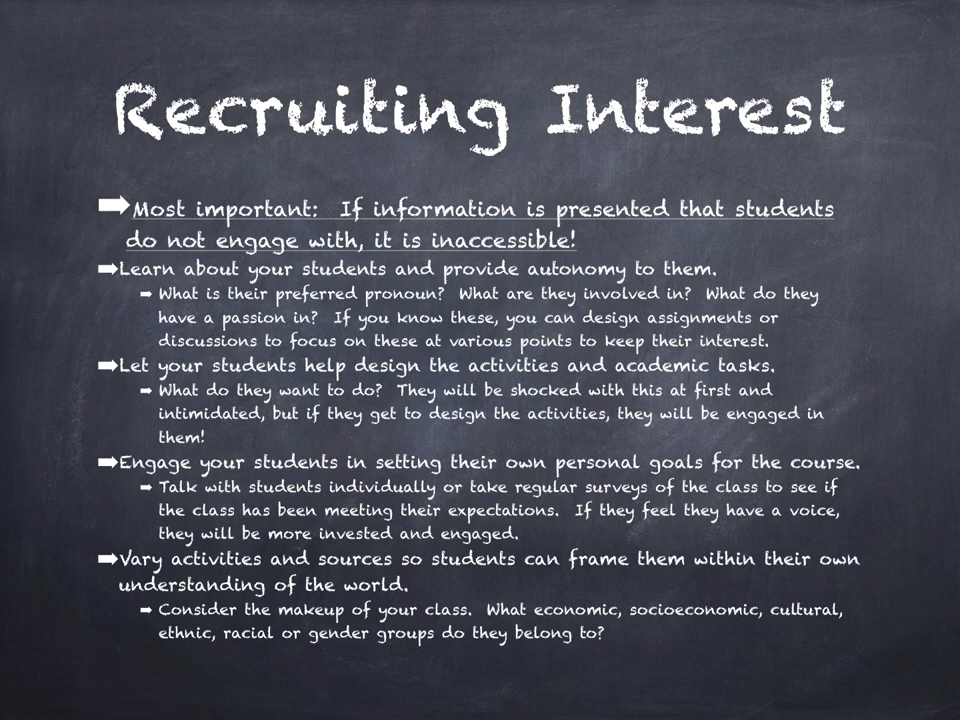 Recruiting Interest
➡Most important:  If information is presented that students
do not engage with, it is inaccessible!
➡Learn about your students and provide autonomy to them.
➡ What is their preferred pronoun?  What are they involved in?  What do they
have a passion in?  If you know these, you can design assignments or
discussions to focus on these at various points to keep their interest.
➡Let your students help design the activities and academic tasks.
➡ What do they want to do?  They will be shocked with this at first and
intimidated, but if they get to design the activities, they will be engaged in
them!
➡Engage your students in setting their own personal goals for the course.
➡ Talk with students individually or take regular surveys of the class to see if
the class has been meeting their expectations.  If they feel they have a voice,
they will be more invested and engaged.
➡Vary activities and sources so students can frame them within their own
understanding of the world.
➡ Consider the makeup of your class.  What economic, socioeconomic, cultural,
ethnic, racial or gender groups do they belong to?